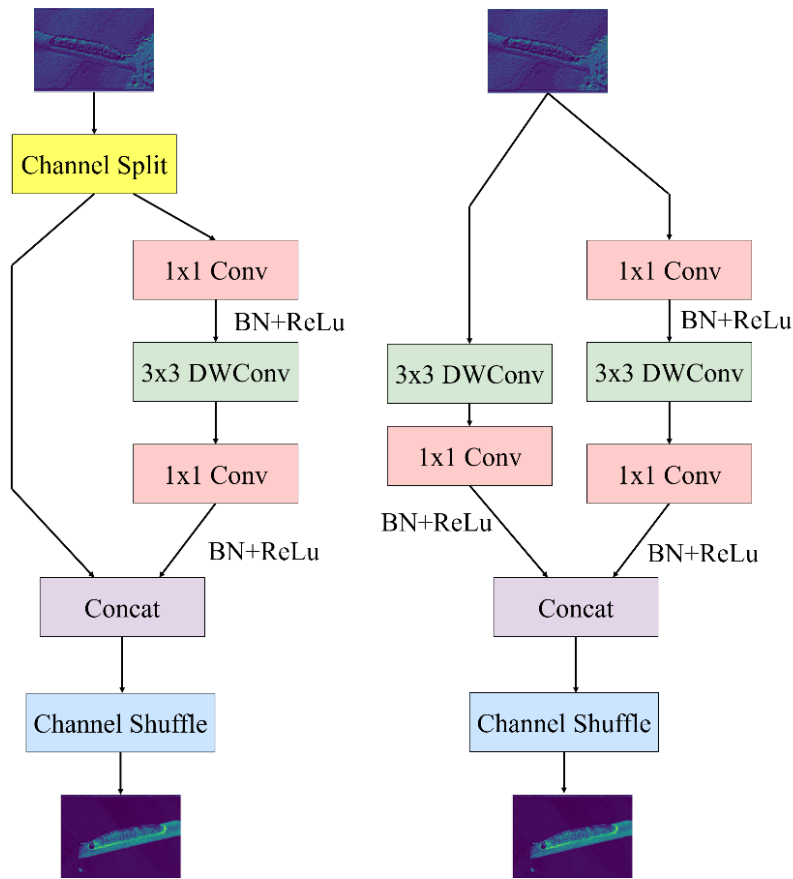 Channel Split
1x1 Conv
BN+ReLu
3x3 DWConv
1x1 Conv
BN+ReLu
Concat
Channel Shuffle
1x1 Conv
BN+ReLu
3x3 DWConv
3x3 DWConv
1x1 Conv
1x1 Conv
BN+ReLu
BN+ReLu
Concat
Channel Shuffle